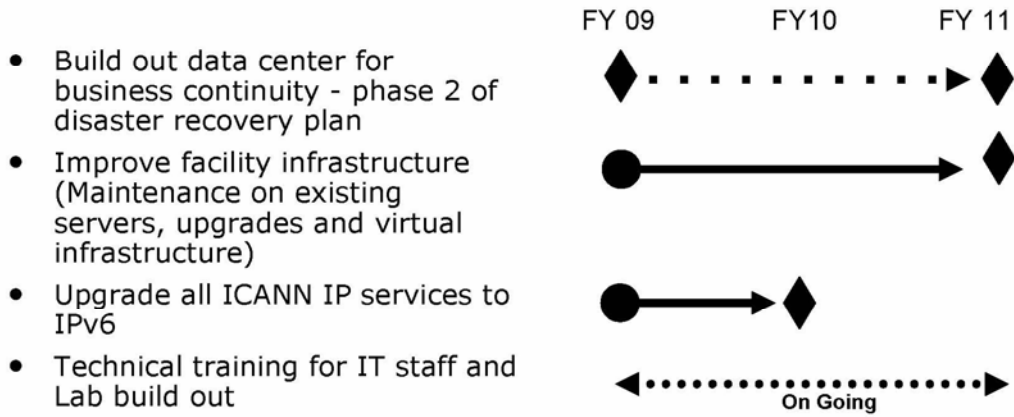 FY 09 FY10 FY 11
• Build out data center for
business continuity - phase 2 of
disaster recovery plan
• Improve facility infrastructure
(Maintenance on existing
servers, upgrades and virtual
infrastructure)
• Upgrade all ICANN IP services to
IPv6
• Technical training for IT staff and
Lab build out
On Going